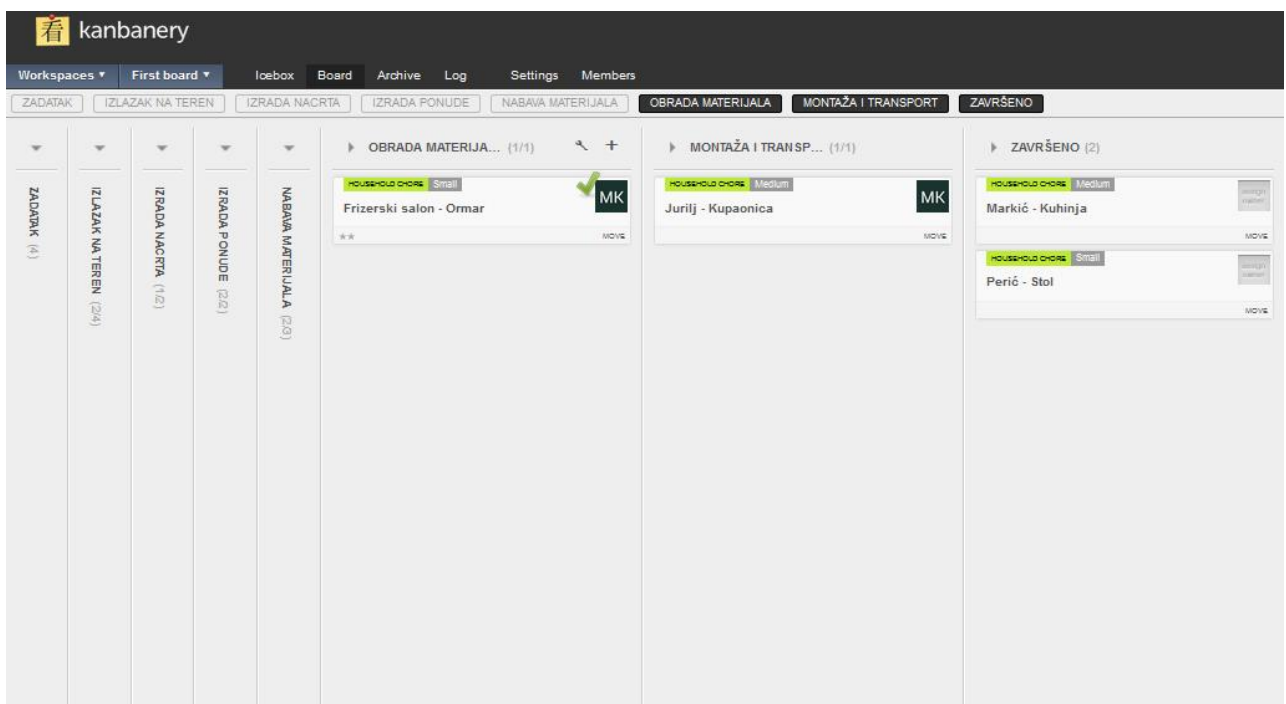 看 kanbanery
Workspaces First board Icebox Board Archive Log Settings Members
ZADATAK IZLAZAK NA TEREN IZRADA NACRTA IZRADA PONUDE NABAVA MATERIJALA OBRADA MATERIJALA MONTAŽA I TRANSPORT ZAVRŠENO
ZADATAK (4)
IZLAZAK NA TEREN (2/4)
IZRADA NACRTA (1/2)
IZRADA PONUDE (2/2)
NABAVA MATERIJALA (2/3)
OBRADA MATERIJA... (1/1)
HOUSEHOLD CHORE Small
MK
Frizerski salon - Ormar
MOVE
MONTAŽA I TRANSP... (1/1)
HOUSEHOLD CHORE Medium
MK
Jurilj - Kupaonica
MOVE
ZAVRŠENO (2)
HOUSEHOLD CHORE Medium
Markić - Kuhinja
MOVE
HOUSEHOLD CHORE Small
Perić - Stol
MOVE